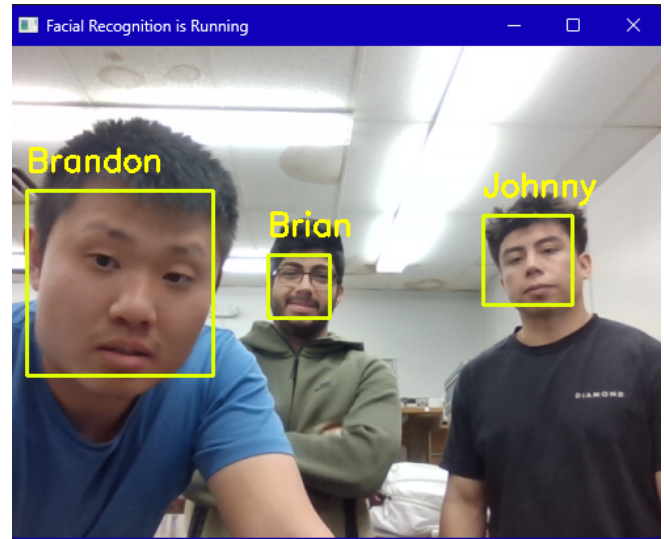 Facial Recognition is Running
Brandon
Brian
Johnny
DIAMOND